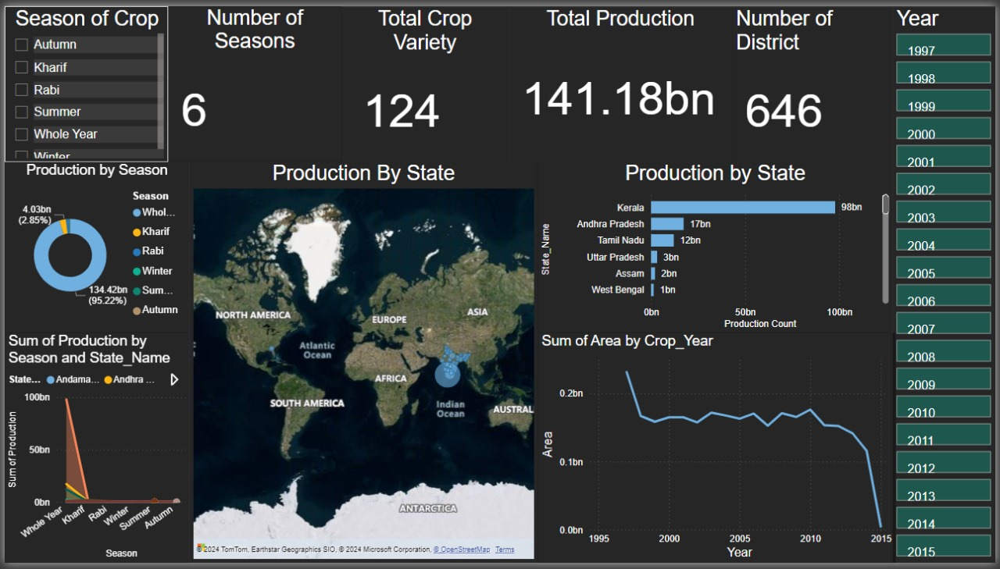 Season of Crop
Autumn
Kharif
Rabi
Summer
Whole Year
Winter
Number of
Seasons
6
Total Crop
Variety
124
Total Production
141.18bn
Number of
District
646
Year
1997
1998
1999
2000
2001
2002
2003
2004
2005
2006
2007
2008
2009
2010
2011
2012
2013
2014
2015
Production by Season
4.03bn
(2.85%)
134.42bn
(95.22%)
Season
Whol...
Kharif
Rabi
Winter
Sum...
Autumn
Production By State
NORTH AMERICA
EUROPE
ASIA
Atlantic
Ocean
AFRICA
SOUTH AMERICA
Indian
Ocean
AUSTRAL
ANTARCTICA
© 2024 TomTom, Earthstar Geographics SIO, © 2024 Microsoft Corporation, © OpenStreetMap Terms
Production by State
State_Name
Kerala 98bn
Andhra Pradesh 17bn
Tamil Nadu 12bn
Uttar Pradesh 3bn
Assam 2bn
West Bengal 1bn
0bn 50bn 100bn
Production Count
Sum of Production by
Season and State_Name
State... Andama... Andhra ...
Sum of Production
100bn
50bn
0bn
Whole Year Kharif Rabi Winter Summer Autumn
Season
Sum of Area by Crop_Year
Area
0.2bn
0.1bn
0.0bn
1995 2000 2005 2010 2015
Year